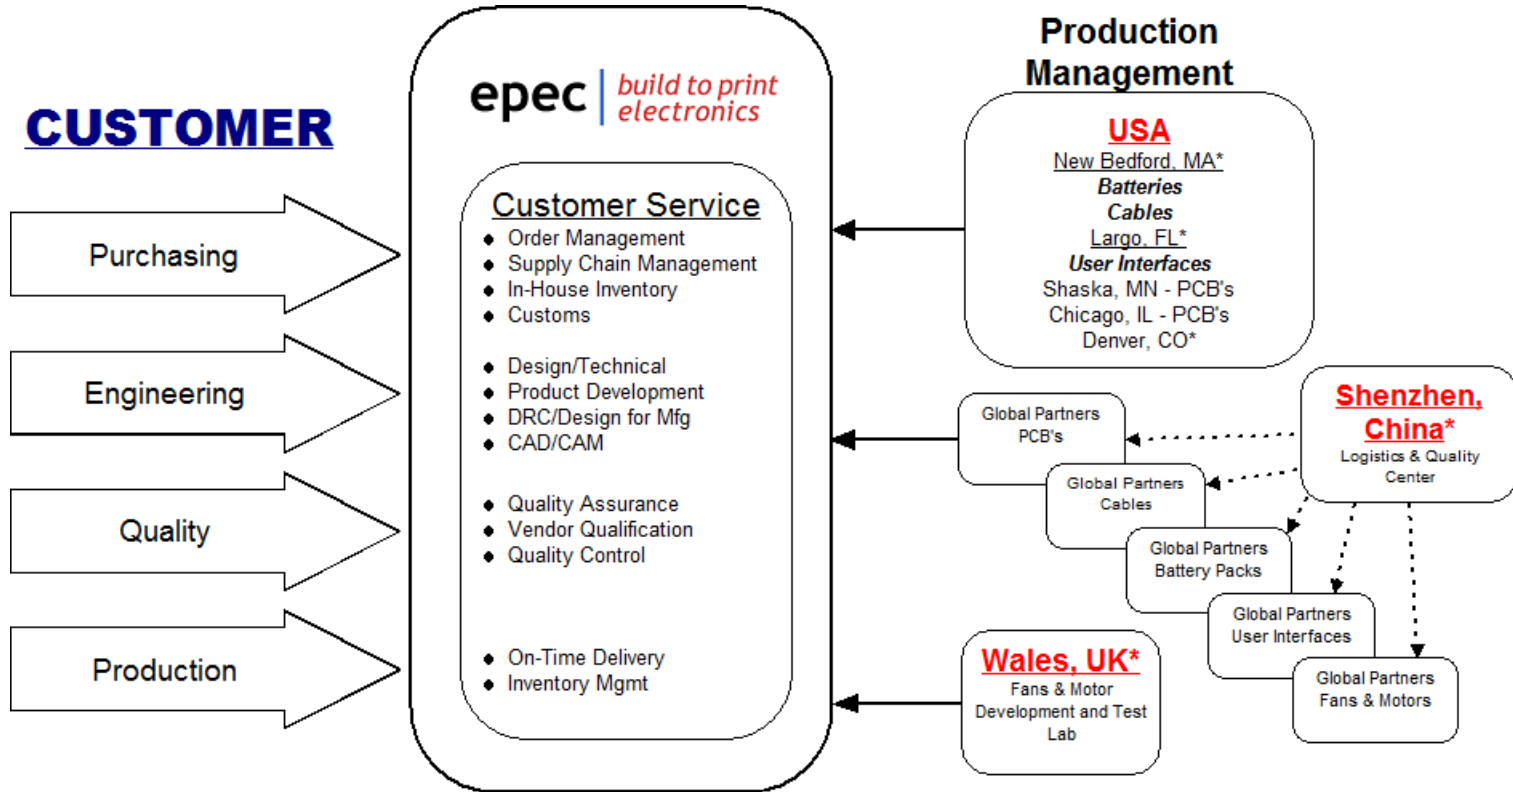 CUSTOMER
Purchasing
Engineering
Quality
Production
epec
build to print
electronics
Customer Service
Order Management
Supply Chain Management
In-House Inventory
Customs
Design/Technical
Product Development
DRC/Design for Mfg
CAD/CAM
Quality Assurance
Vendor Qualification
Quality Control
On-Time Delivery
Inventory Mgmt
Production
Management
USA
New Bedford, MA*
Batteries
Cables
Largo, FL*
User Interfaces
Shaska, MN - PCB's
Chicago, IL - PCB's
Denver, CO*
Shenzhen,
China*
Logistics & Quality
Center
Global Partners
PCB's
Global Partners
Cables
Global Partners
Battery Packs
Global Partners
User Interfaces
Global Partners
Fans & Motors
Wales, UK*
Fans & Motor
Development and Test
Lab